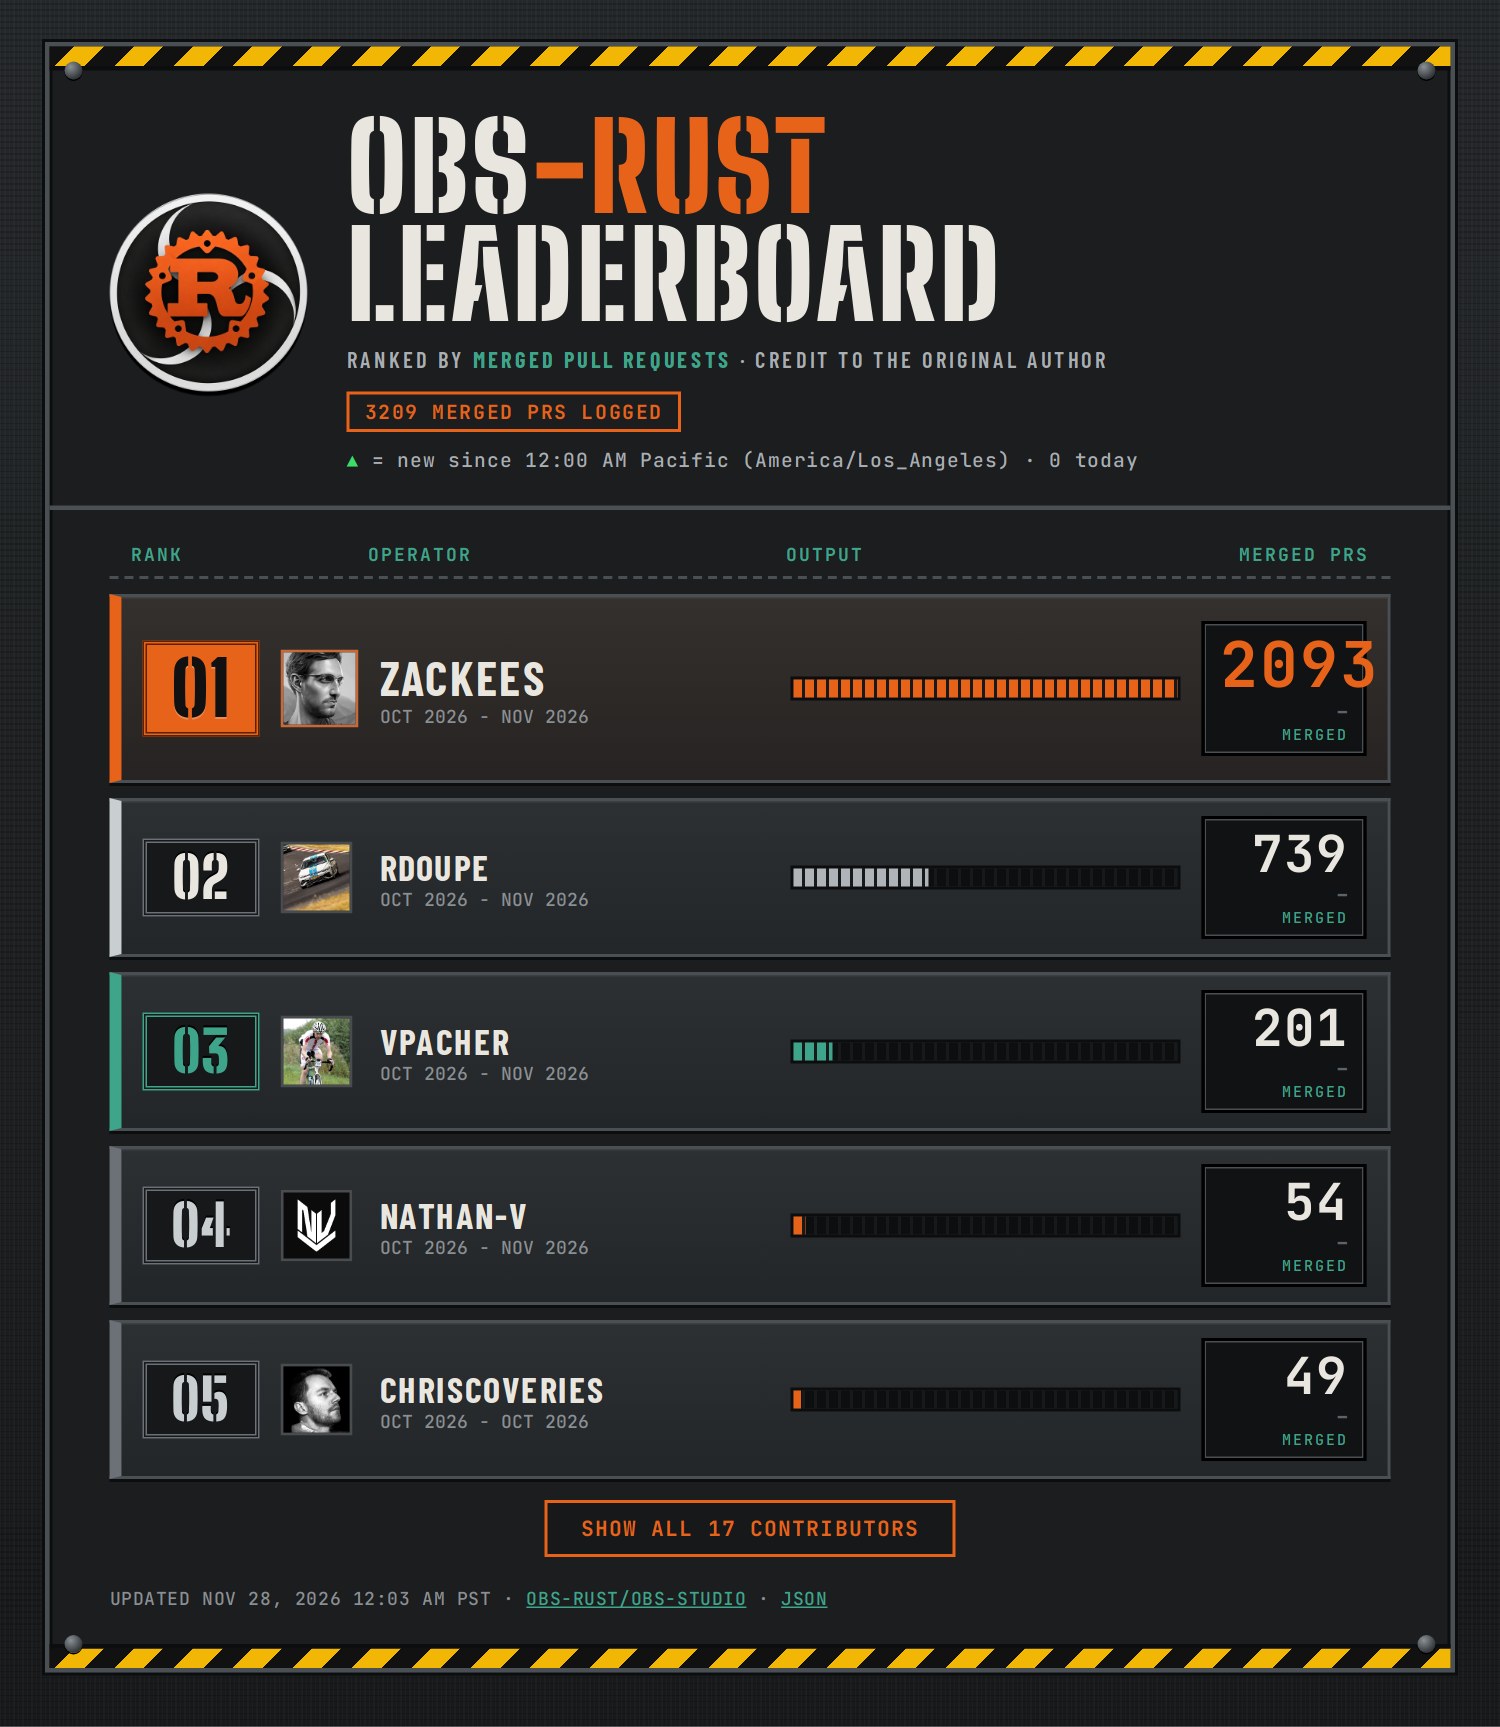 OBS-RUST
LEADERBOARD
R
RANKED BY MERGED PULL REQUESTS · CREDIT TO THE ORIGINAL AUTHOR
3209 MERGED PRS LOGGED
▲ = new since 12:00 AM Pacific (America/Los_Angeles) · 0 today
RANK OPERATOR OUTPUT MERGED PRS
01 ZACKEES 2093
OCT 2026 - NOV 2026 –
MERGED
02 RDOUPE 739
OCT 2026 - NOV 2026 –
MERGED
03 VPACHER 201
OCT 2026 - NOV 2026 –
MERGED
04 NATHAN-V 54
OCT 2026 - NOV 2026 –
MERGED
05 CHRISCOVERIES 49
OCT 2026 - OCT 2026 –
MERGED
SHOW ALL 17 CONTRIBUTORS
UPDATED NOV 28, 2026 12:03 AM PST · OBS-RUST/OBS-STUDIO · JSON